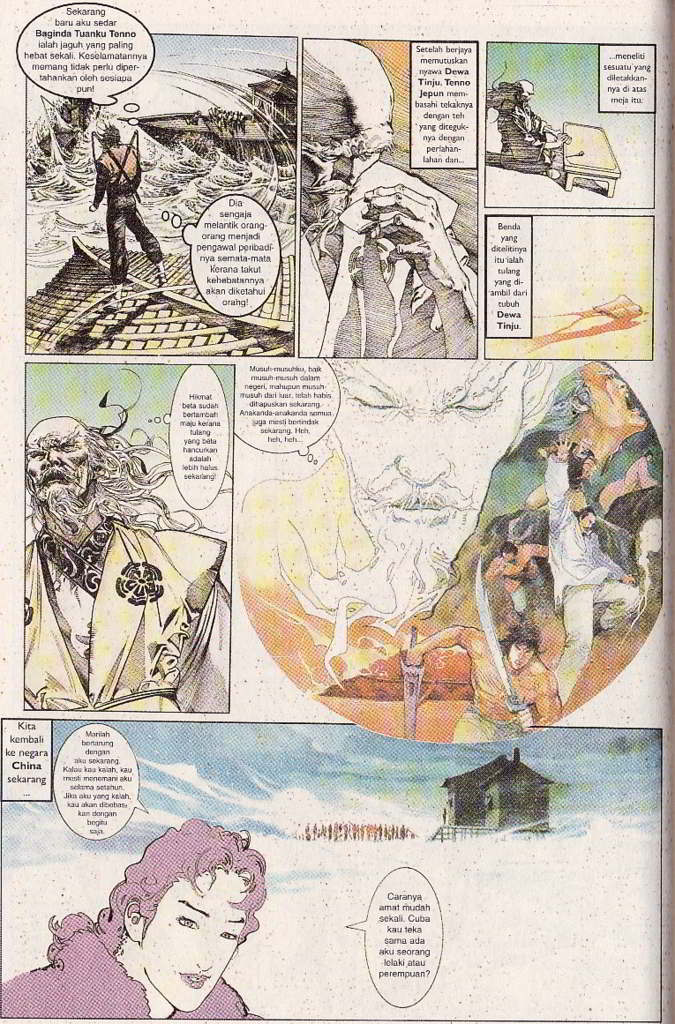 Sekarang
baru aku sedar
Baginda Tuanku Tenno
ialah jaguh yang paling
hebat sekali. Keselamatannya
memang tidak perlu diper-
tahankan oleh sesiapa
pun!
Dia
sengaja
melantik orang-
orang menjadi
pengawal peribadi-
nya semata-mata
Kerana takut
kehebatannya
akan diketahui
orang!
Setelah berjaya
memutuskan
nyawa Dewa
Tinju, Tenno
Jepun mem-
basahi tekaknya
dengan teh
yang diteguk-
nya dengan
perlahan-
lahan dan...
...meneliti
sesuatu yang
diletakkan-
nya di atas
meja itu.
Benda
yang
ditelitinya
itu ialah
tulang
yang di-
ambil dari
tubuh
Dewa
Tinju.
Hikmat
beta sudah
bertambah
maju kerana
tulang
yang beta
hancurkan
adalah
lebih halus
sekarang!
Musuh-musuhku, baik
musuh-musuh dalam
negeri, mahupun musuh-
musuh dari luar, telah habis
dihapuskan sekarang.
Anakanda-anakanda semua
juga mesti bertindak
sekarang. Heh,
heh, heh...
Kita
kembali
ke negara
China
sekarang
...
Marilah
bertarung
dengan
aku sekarang.
Kalau kau kalah, kau
mesti menemani aku
selama setahun.
Jika aku yang kalah,
kau akan dibebas-
kan dengan
begitu
saja.
Caranya
amat mudah
sekali. Cuba
kau teka
sama ada
aku seorang
lelaki atau
perempuan?